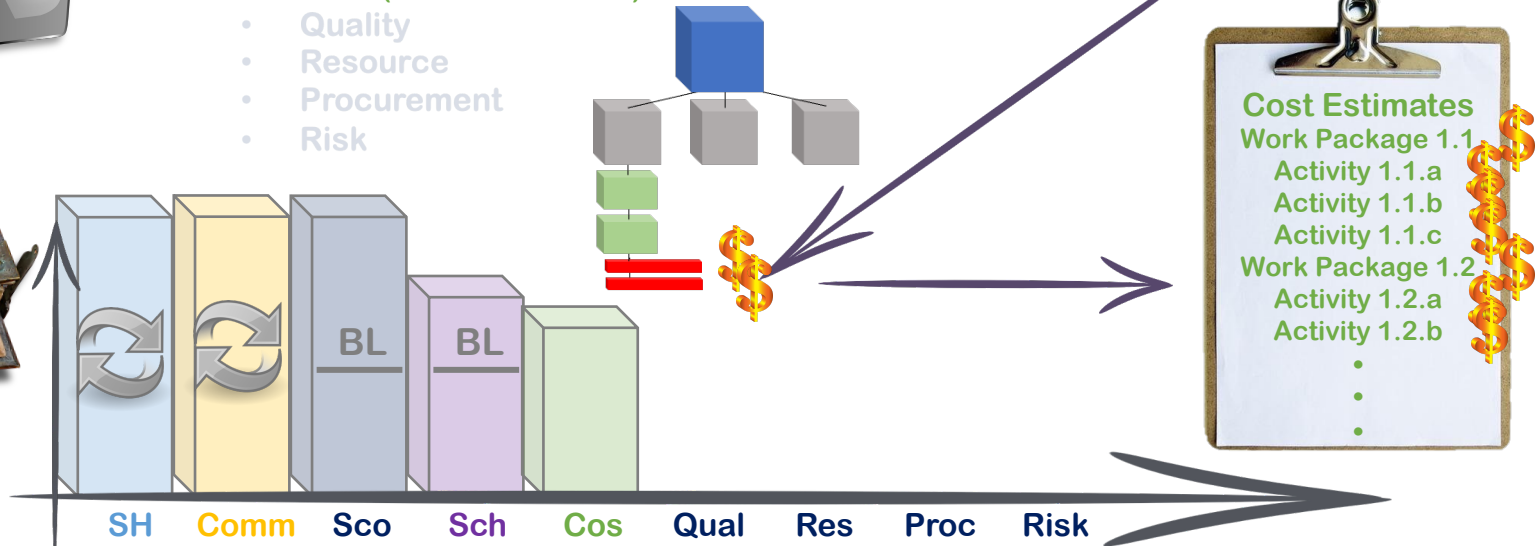 Quality
Resource
Procurement
Risk
Cost Estimates
Work Package 1.1
Activity 1.1.a
Activity 1.1.b
Activity 1.1.c
Work Package 1.2
Activity 1.2.a
Activity 1.2.b
BL
BL
SH Comm Sco Sch Cos Qual Res Proc Risk